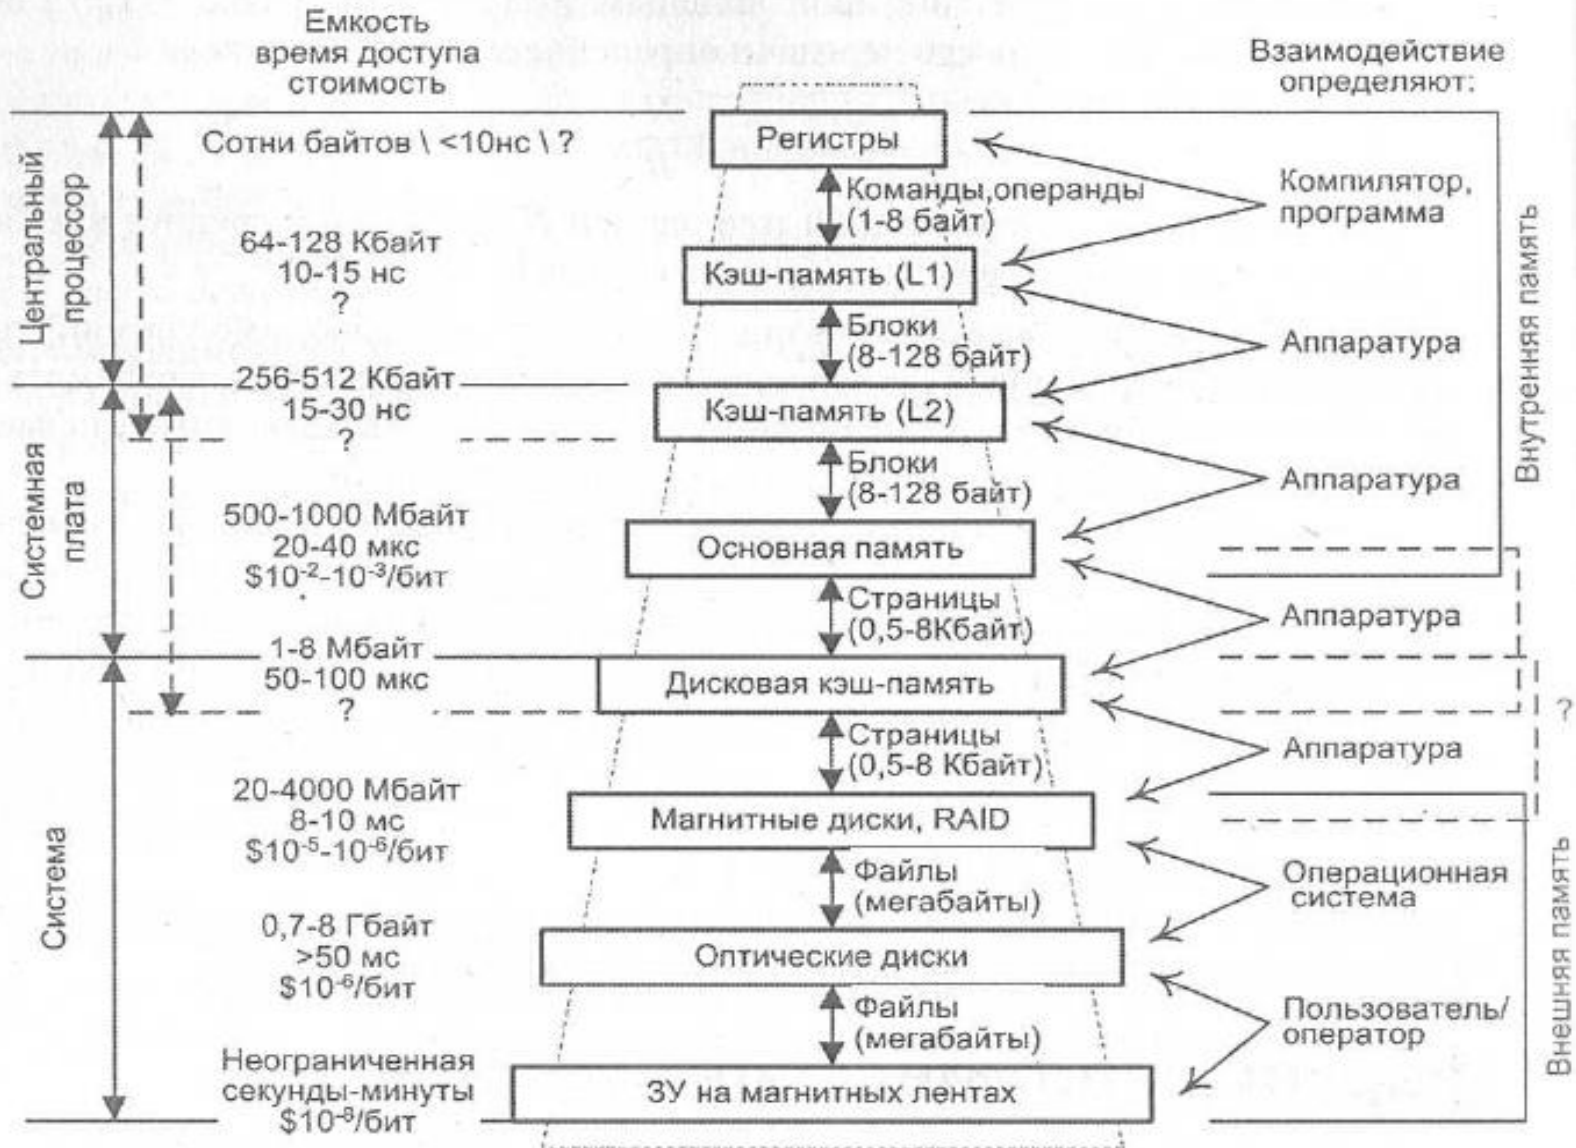 Емкость
время доступа
стоимость
Взаимодействие
определяют:
Центральный
процессор
Сотни байтов \ <10нс \ ?
Регистры
Команды,операнды
(1-8 байт)
Компилятор,
программа
64-128 Кбайт
10-15 нс
?
Кэш-память (L1)
Блоки
(8-128 байт)
Аппаратура
Внутренняя память
256-512 Кбайт
15-30 нс
?
Кэш-память (L2)
Блоки
(8-128 байт)
Аппаратура
Системная
плата
500-1000 Мбайт
20-40 мкс
$10-2-10-3/бит
Основная память
Страницы
(0,5-8Кбайт)
Аппаратура
1-8 Мбайт
50-100 мкс
?
Дисковая кэш-память
Страницы
(0,5-8 Кбайт)
Аппаратура
?
Система
20-4000 Мбайт
8-10 мс
$10-5-10-6/бит
Магнитные диски, RAID
Файлы
(мегабайты)
Операционная
система
Внешняя память
0,7-8 Гбайт
>50 мс
$10-6/бит
Оптические диски
Файлы
(мегабайты)
Пользователь/
оператор
Неограниченная
секунды-минуты
$10-8/бит
ЗУ на магнитных лентах